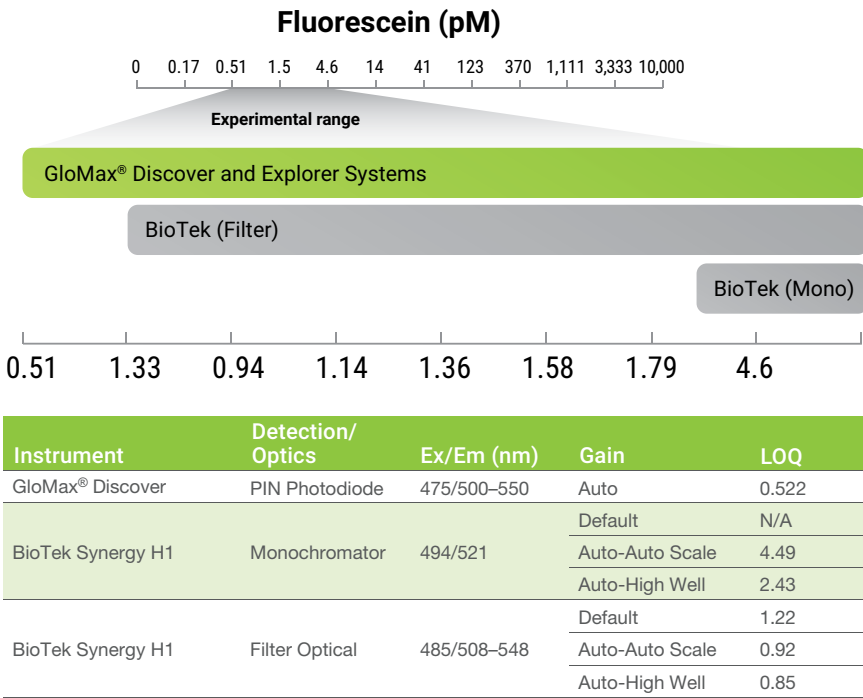 Fluorescein (pM)
0 0.17 0.51 1.5 4.6 14 41 123 370 1,111 3,333 10,000
Experimental range
GloMax® Discover and Explorer Systems
BioTek (Filter)
BioTek (Mono)
0.51 1.33 0.94 1.14 1.36 1.58 1.79 4.6
Instrument Detection/ Optics Ex/Em (nm) Gain LOQ
GloMax® Discover PIN Photodiode 475/500–550 Auto 0.522
Default N/A
BioTek Synergy H1 Monochromator 494/521 Auto-Auto Scale 4.49
Auto-High Well 2.43
Default 1.22
BioTek Synergy H1 Filter Optical 485/508–548 Auto-Auto Scale 0.92
Auto-High Well 0.85